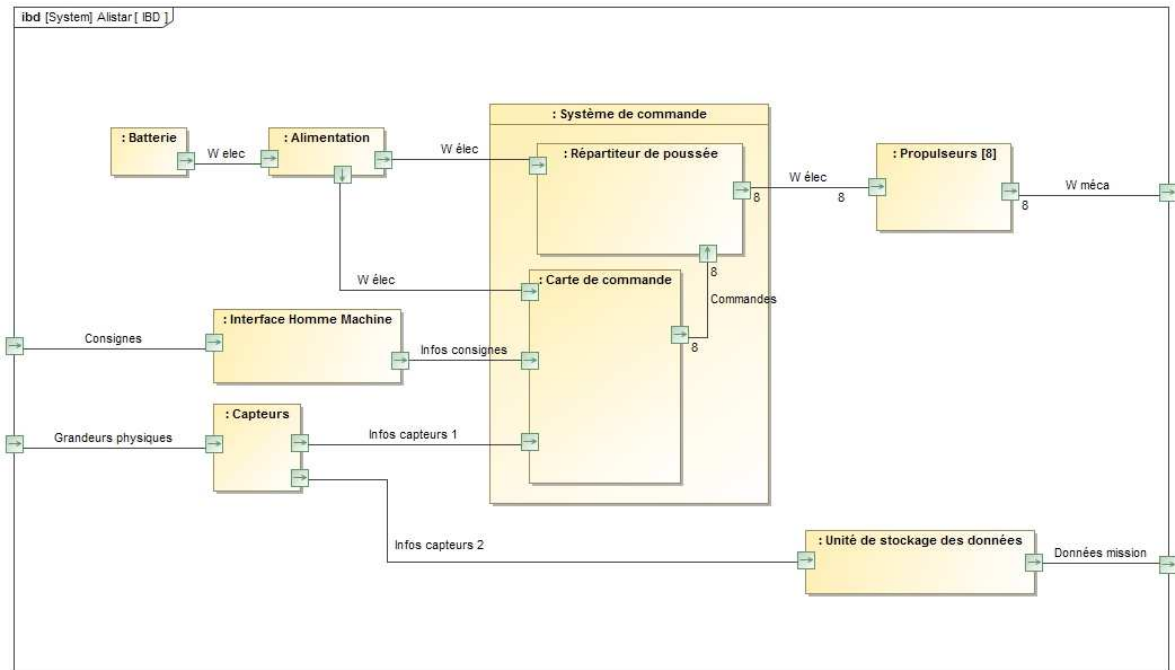 ibd [System] Alistar [ IBD ]
: Système de commande
: Batterie
: Alimentation
W elec
W élec
: Répartiteur de poussée
: Propulseurs [8]
W élec
8
8
W méca
8
8
W élec
: Carte de commande
Commandes
8
: Interface Homme Machine
Consignes
Infos consignes
: Capteurs
Grandeurs physiques
Infos capteurs 1
Infos capteurs 2
: Unité de stockage des données
Données mission